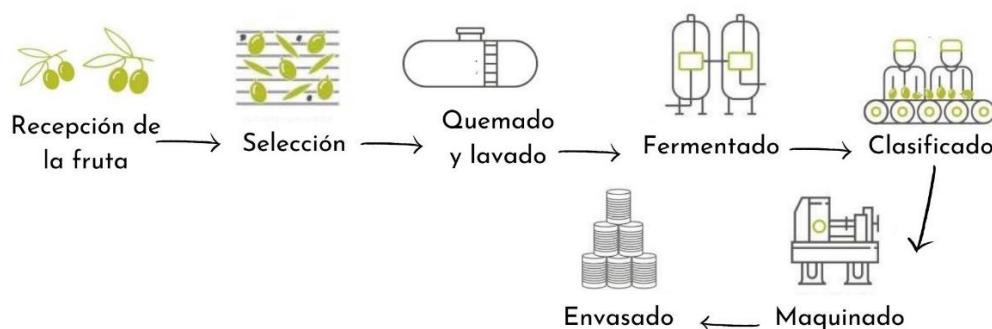 Recepción de
la fruta
Selección
Quemado
y lavado
Fermentado
Clasificado
Maquinado
Envasado